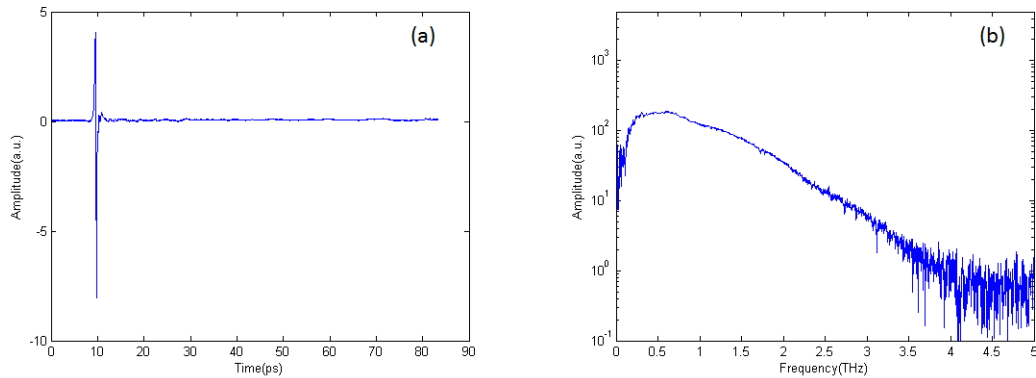 (a)
5
0
-5
-10
0 10 20 30 40 50 60 70 80 90
Amplitude(a.u.)
Time(ps)
(b)
10^3
10^2
10^1
10^0
10^-1
0 0.5 1 1.5 2 2.5 3 3.5 4 4.5 5
Amplitude(a.u.)
Frequency(THz)